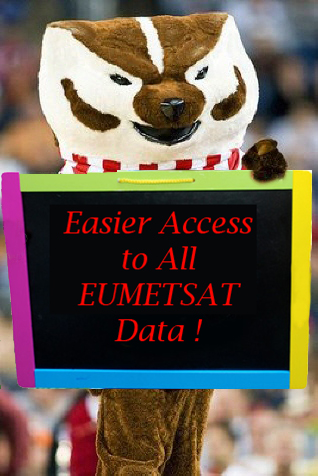 Easier Access
to All
EUMETSAT
Data !